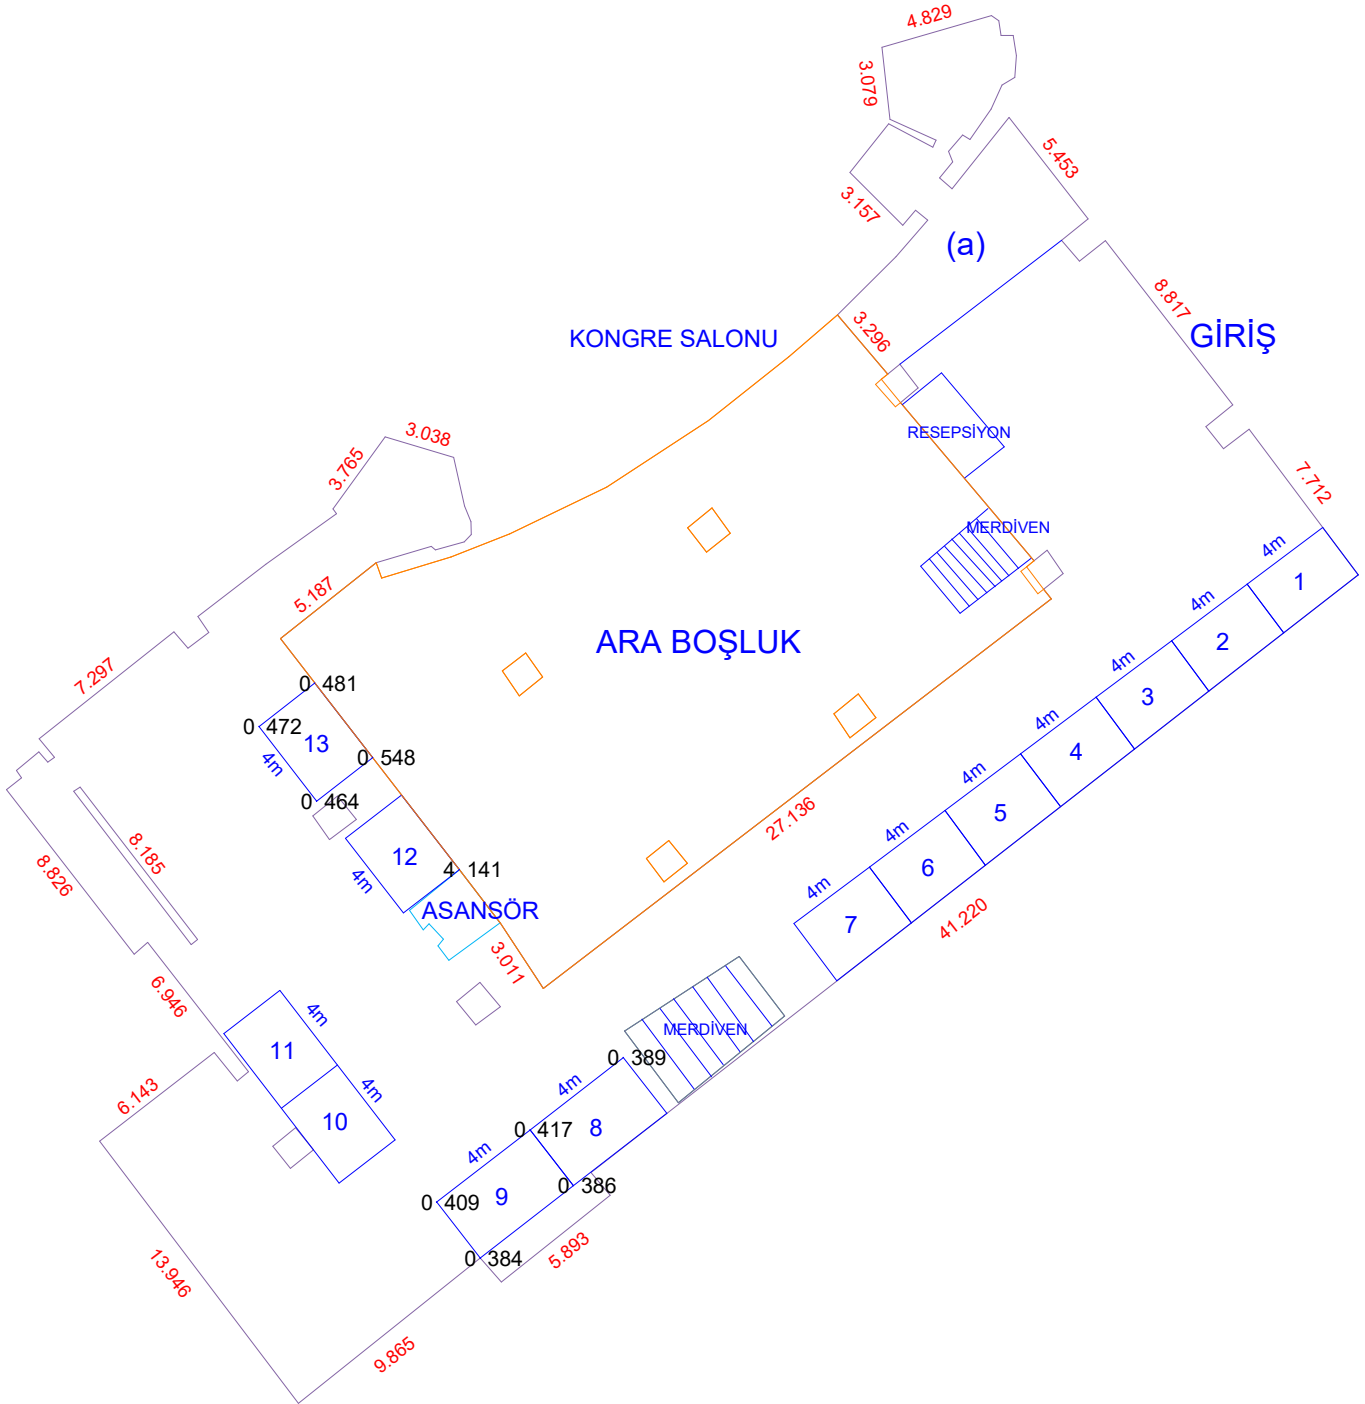 4.829
3.079
5.453
3.157
(a)
8.817
3.296
KONGRE SALONU
GİRİŞ
RESEPSİYON
3.038
3.765
7.712
MERDİVEN
4m
1
5.187
4m
2
ARA BOŞLUK
4m
3
7.297
0 481
4m
4
0 472
13
4m
0 548
4m
5
0 464
27.136
4m
6
8.185
8.826
12
4m
4 141
4m
7
ASANSÖR
41.220
3.011
6.946
4m
11
MERDİVEN
0 389
6.143
4m
10
4m
8
0 417
4m
9
0 386
0 409
13.946
0 384
5.893
9.865